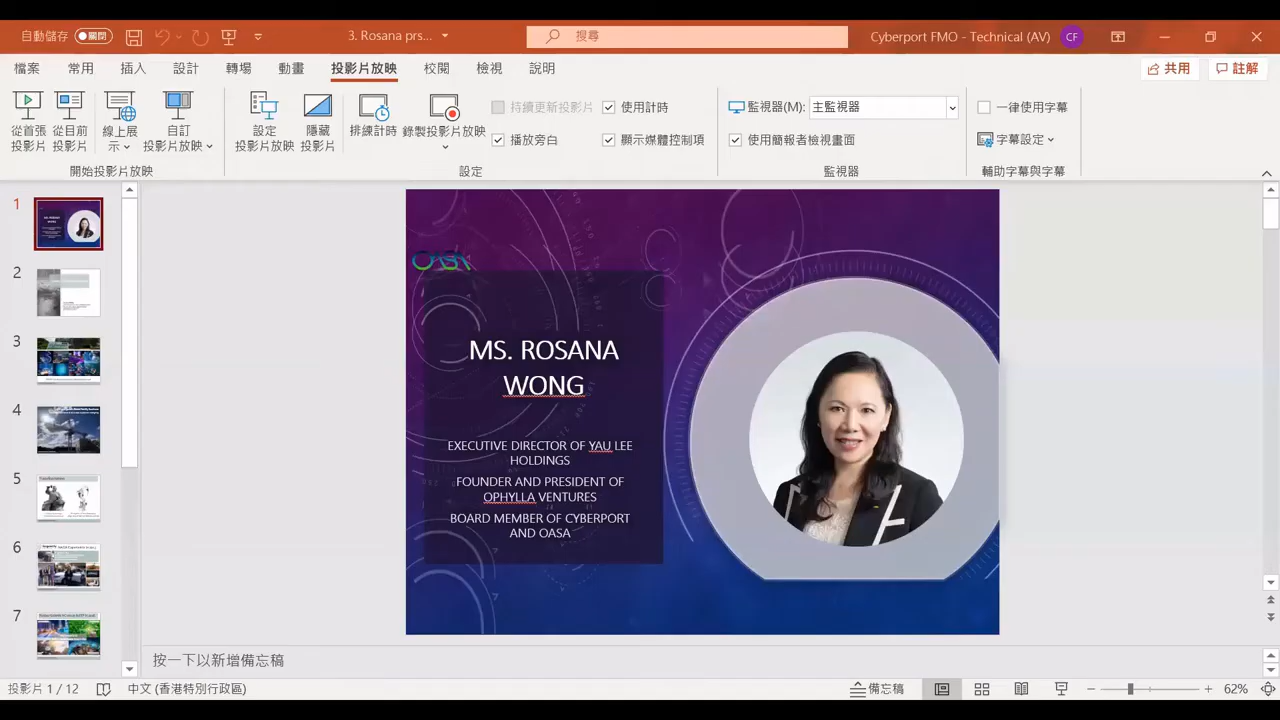 自動儲存
關閉
3. Rosana prs...
搜尋
Cyberport FMO - Technical (AV)
CF
檔案 常用 插入 設計 轉場 動畫 投影片放映 校閱 檢視 說明
共用 註解
從首張
投影片
從目前
投影片
線上展
示
自訂
投影片放映
開始投影片放映
設定
投影片放映
隱藏
投影片
排練計時
錄製投影片放映
持續更新投影片
使用計時
播放旁白
顯示媒體控制項
設定
監視器(M):
主監視器
使用簡報者檢視畫面
監視器
一律使用字幕
字幕設定
輔助字幕與字幕
1
2
3
4
5
6
7
OASA
MS. ROSANA
WONG
EXECUTIVE DIRECTOR OF YAU LEE
HOLDINGS
FOUNDER AND PRESIDENT OF
OPHYLLA VENTURES
BOARD MEMBER OF CYBERPORT
AND OASA
按一下以新增備忘稿
投影片 1 / 12
中文 (香港特別行政區)
備忘稿
62%